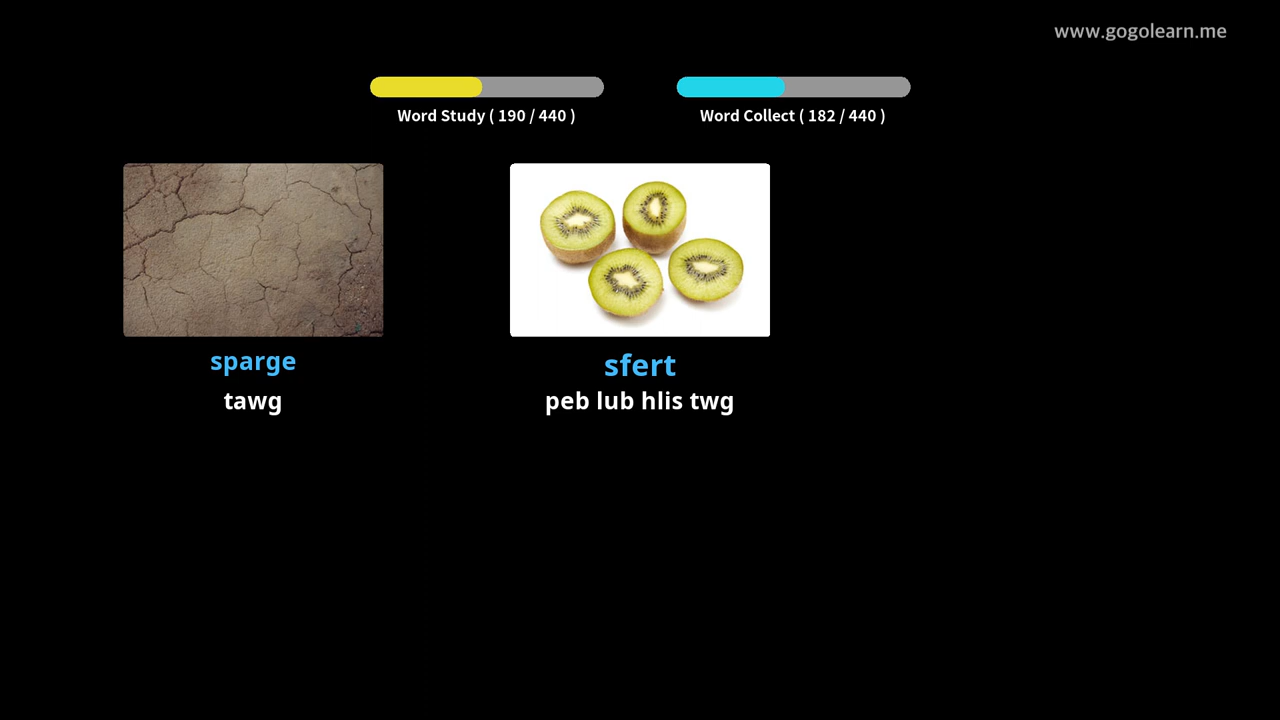 www.gogolearn.me
Word Study ( 190 / 440 )
Word Collect ( 182 / 440 )
sparge
tawg
sfert
peb lub hlis twg